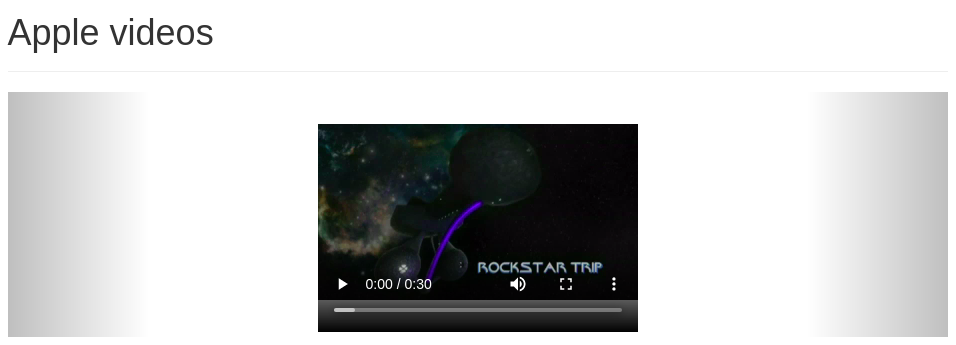 Apple videos
ROCKSTAR TRIP
0:00 / 0:30